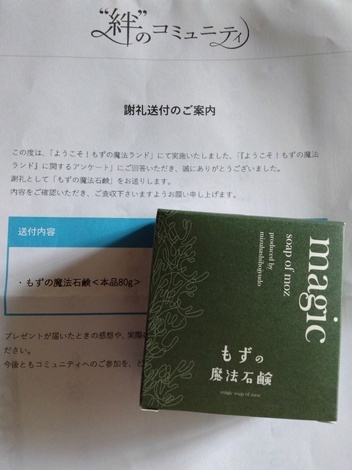 “絆”のコミュニティ
謝礼送付のご案内
この度は、「ようこそ！もずの魔法ランド」にて実施いたしました、「『ようこそ！もずの魔法
ランド』に関するアンケート」にご回答いただき、誠にありがとうございました。
謝礼として「もずの魔法石鹸」をお送りします。
内容をご確認いただき、ご査収下さいますようお願い申し上げます。
送付内容
・もずの魔法石鹸＜本品80g＞
プレゼントが届いたときの感想や、実際
ださい。
今後ともコミュニティへのご参加を、
magic
soap of moz
produced by
もずの
魔法石鹸
magic soap of moz